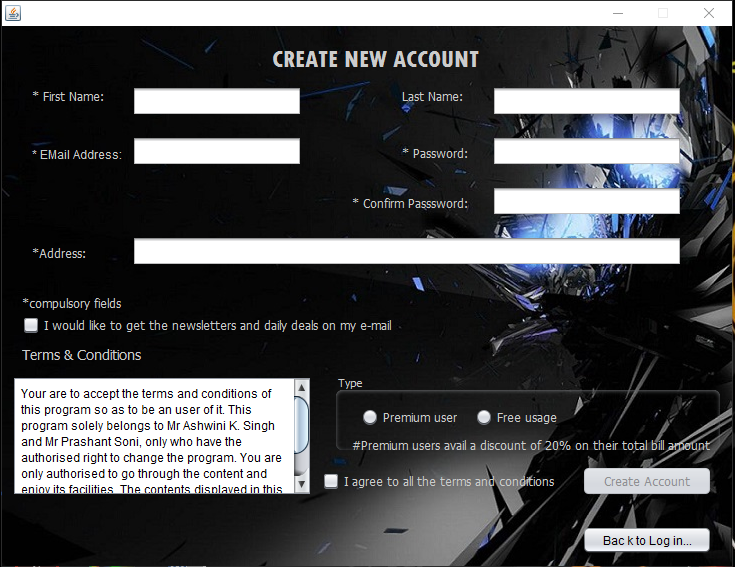 CREATE NEW ACCOUNT
* First Name:
Last Name:
* EMail Address:
* Password:
* Confirm Passsword:
*Address:
*compulsory fields
I would like to get the newsletters and daily deals on my e-mail
Terms & Conditions
Your are to accept the terms and conditions of
this program so as to be an user of it. This
program solely belongs to Mr Ashwini K. Singh
and Mr Prashant Soni, only who have the
authorised right to change the program. You are
only authorised to go through the content and
enjoy its facilities. The contents displayed in this
Type
Premium user
Free usage
#Premium users avail a discount of 20% on their total bill amount
I agree to all the terms and conditions
Create Account
Back to Log in...